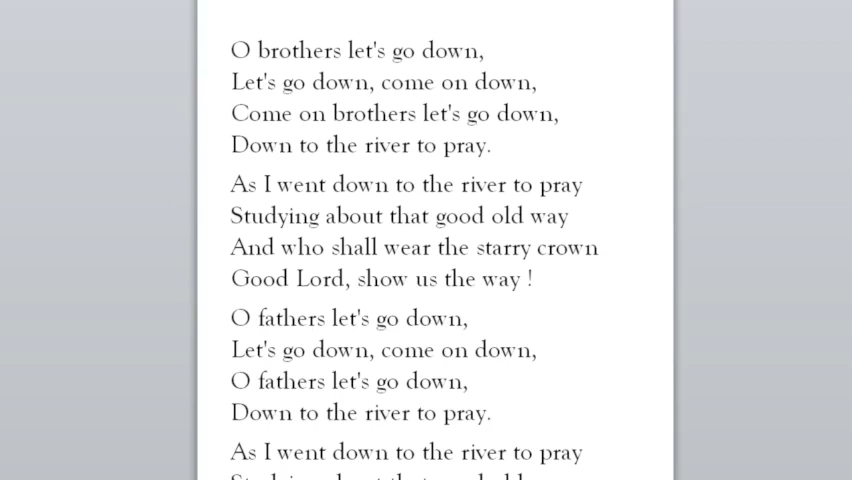 O brothers let's go down,
Let's go down, come on down,
Come on brothers let's go down,
Down to the river to pray.
As I went down to the river to pray
Studying about that good old way
And who shall wear the starry crown
Good Lord, show us the way !
O fathers let's go down,
Let's go down, come on down,
O fathers let's go down,
Down to the river to pray.
As I went down to the river to pray